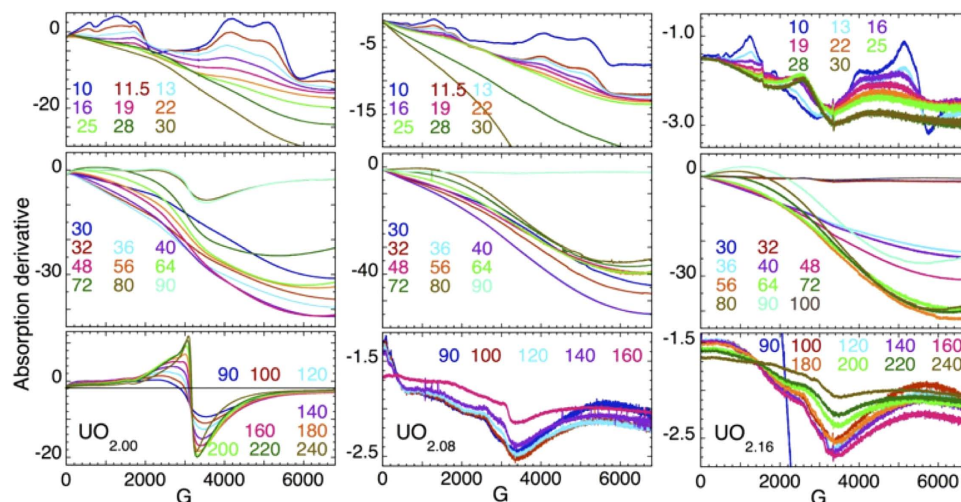 Absorption derivative
0
-10
-20
10 11.5 13
16 19 22
25 28 30
-5
-15
10 11.5 13
16 19 22
25 28 30
-1.0
-3.0
10 13 16
19 22 25
28 30
0
-30
30
32 36 40
48 56 64
72 80 90
0
-40
30
32 36 40
48 56 64
72 80 90
0
-30
30 32
36 40 48
56 64 72
80 90 100
0
-20
90 100 120
140
160 180
200 220 240
UO2.00
0 2000 4000 6000
G
-1.5
-2.5
90 100 120 140 160
UO2.08
0 2000 4000 6000
G
-1.5
-2.5
90 100 120 140 160
180 200 220 240
UO2.16
0 2000 4000 6000
G